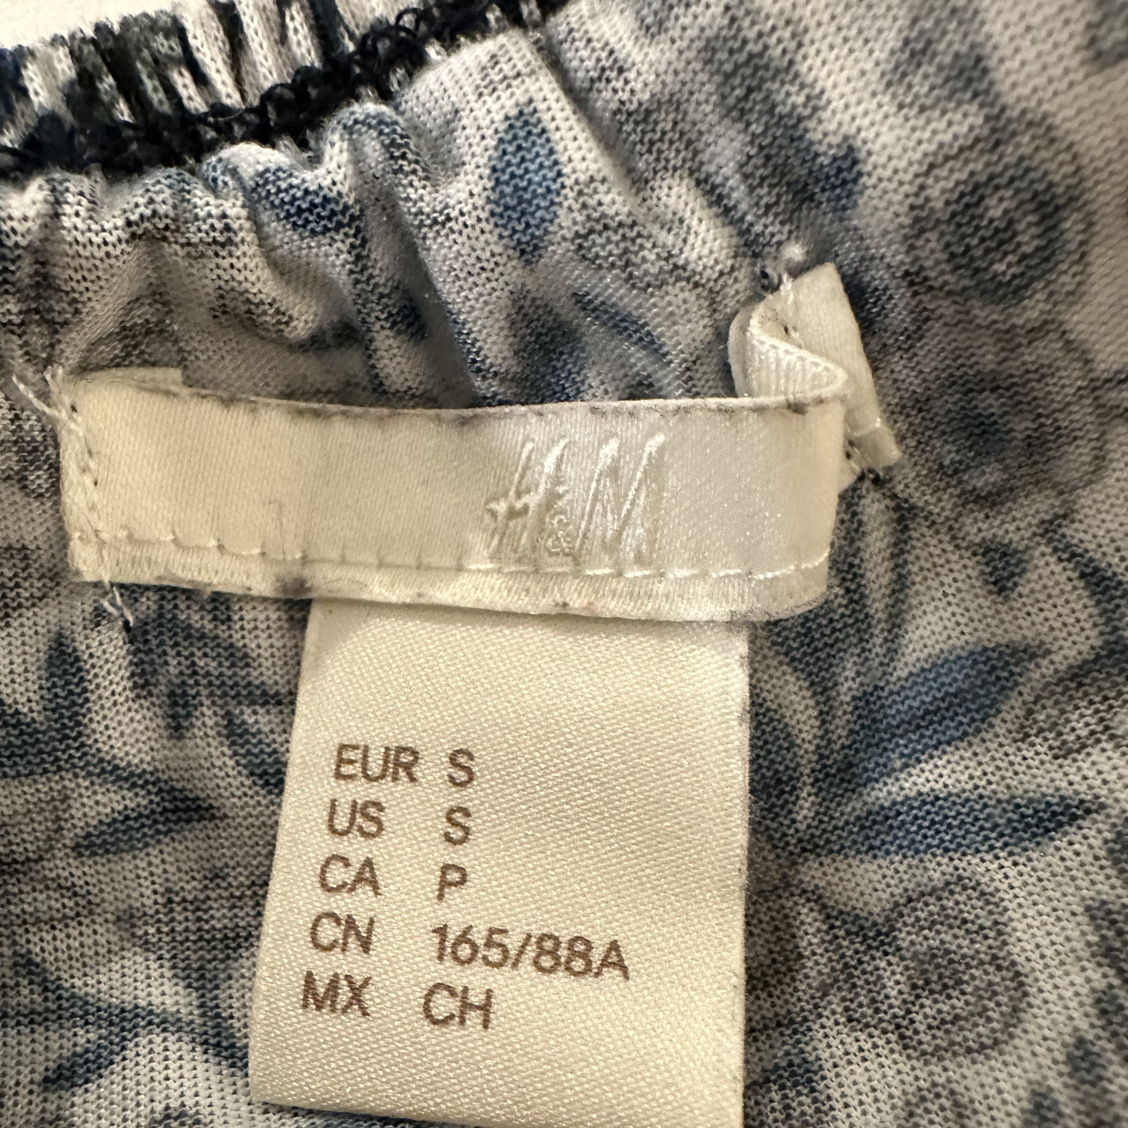 H&M
EUR S
US S
CA P
CN 165/88A
MX CH